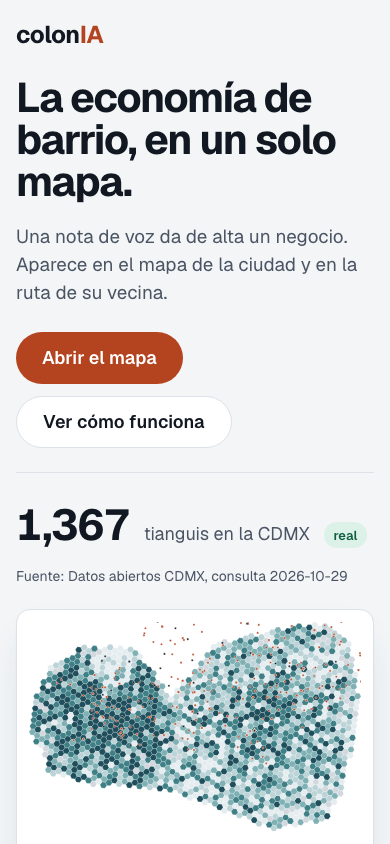 colonIA
La economía de
barrio, en un solo
mapa.
Una nota de voz da de alta un negocio.
Aparece en el mapa de la ciudad y en la
ruta de su vecina.
Abrir el mapa
Ver cómo funciona
1,367 tianguis en la CDMX real
Fuente: Datos abiertos CDMX, consulta 2026-10-29